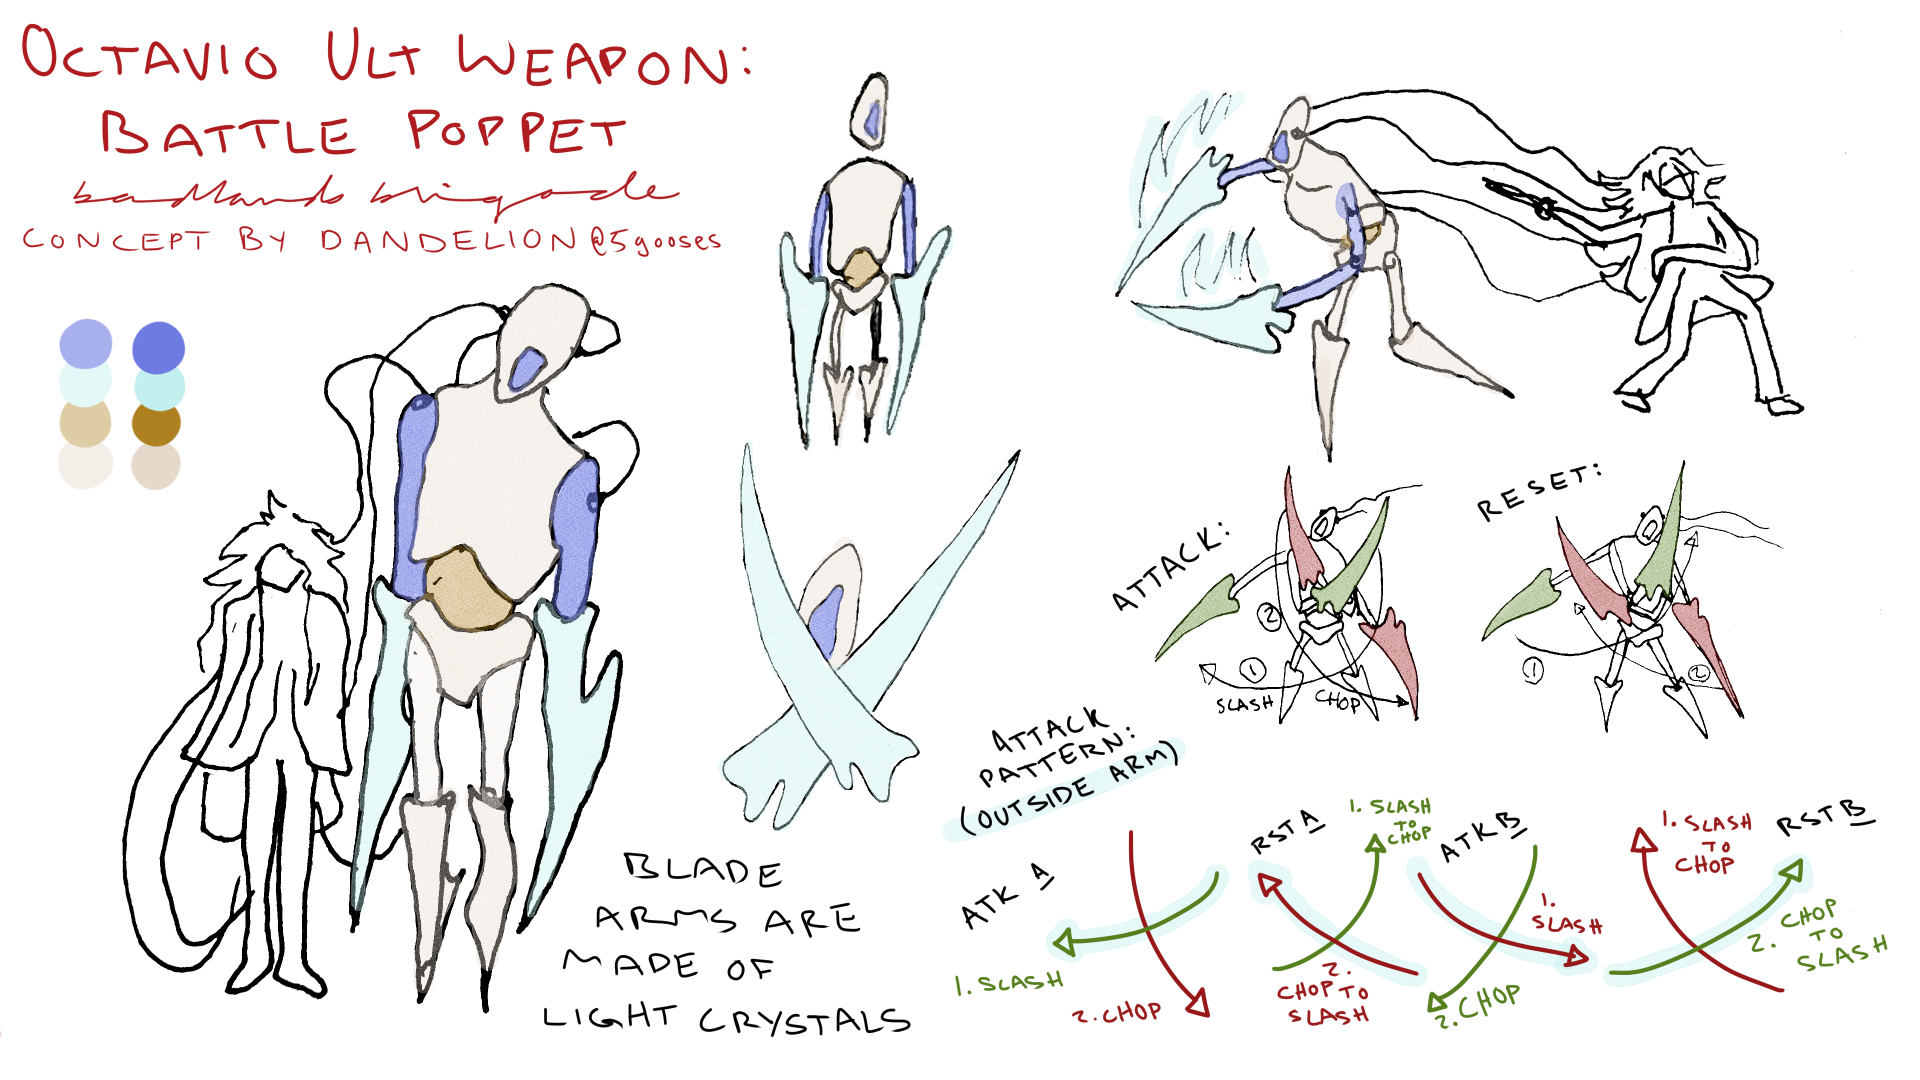 OCTAVIO ULT WEAPON:
BATTLE POPPET
badlands brigade
CONCEPT BY DANDELION @5gooses
BLADE
ARMS ARE
MADE OF
LIGHT CRYSTALS
ATTACK:
2
1
SLASH
CHOP
RESET:
1
2
ATTACK
PATTERN:
(OUTSIDE ARM)
ATK A
1. SLASH
2. CHOP
RST A
1. SLASH
TO
CHOP
2.
CHOP TO
SLASH
ATK B
1.
SLASH
2. CHOP
RST B
1. SLASH
TO
CHOP
2. CHOP
TO
SLASH